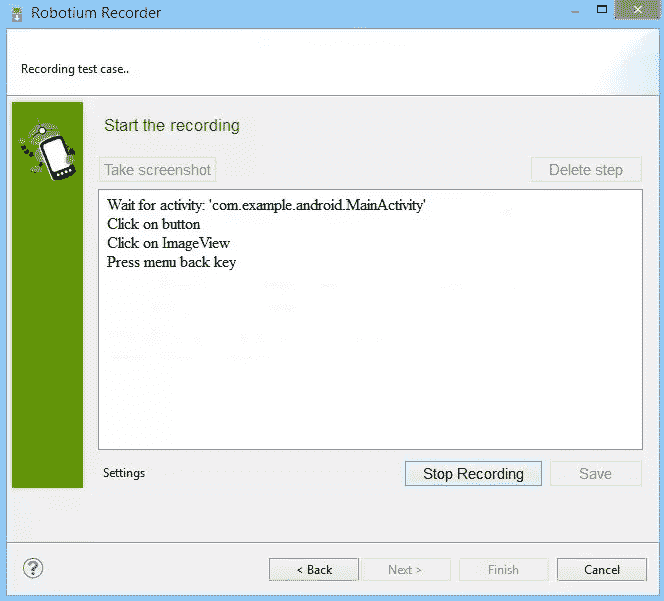 Robotium Recorder
Recording test case..
Start the recording
Take screenshot
Delete step
Wait for activity: 'com.example.android.MainActivity'
Click on button
Click on ImageView
Press menu back key
Settings
Stop Recording
Save
?
< Back
Next >
Finish
Cancel